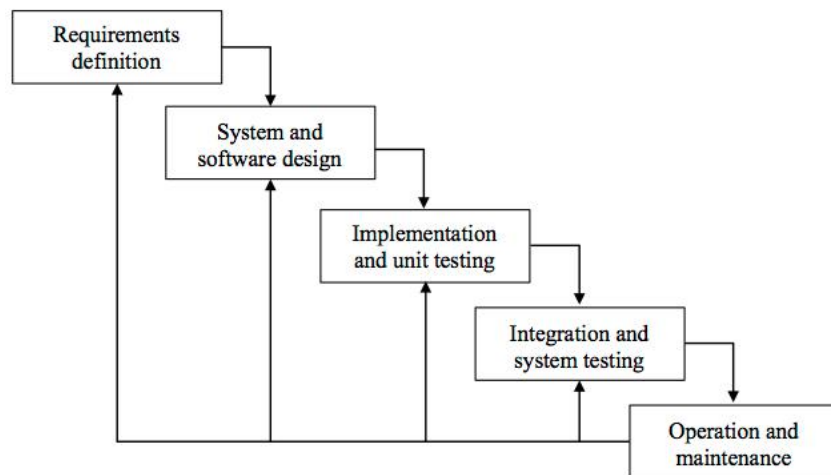 Requirements
definition
System and
software design
Implementation
and unit testing
Integration and
system testing
Operation and
maintenance